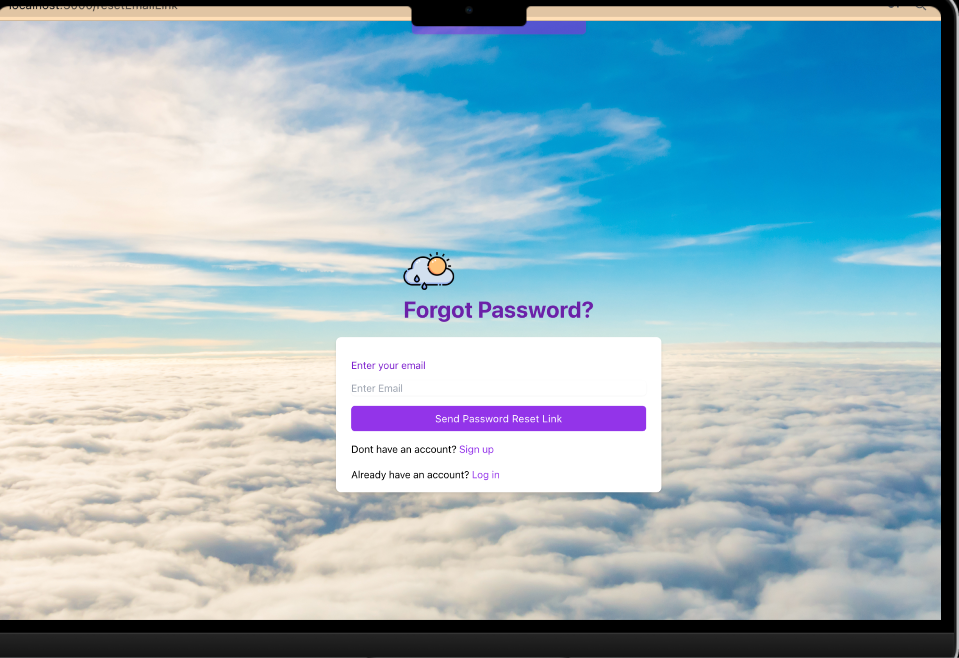 localhost:3000/resetEmailLink
Forgot Password?
Enter your email
Enter Email
Send Password Reset Link
Dont have an account? Sign up
Already have an account? Log in